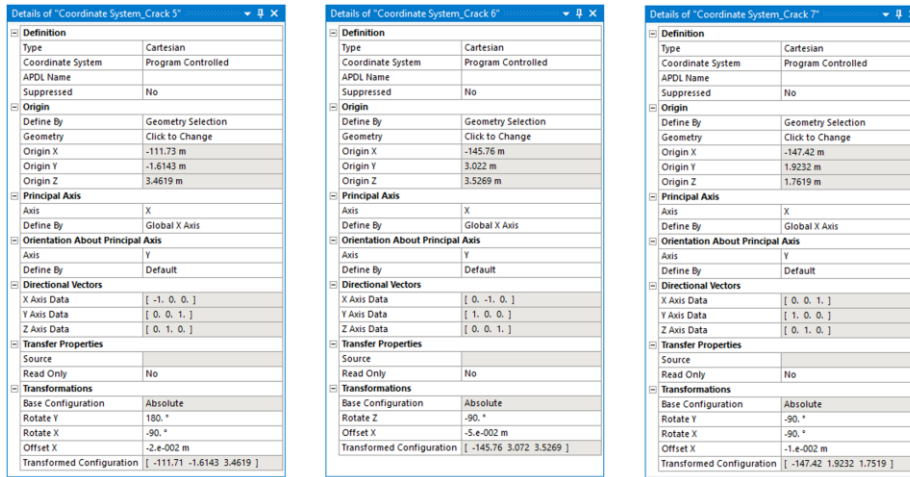 Details of "Coordinate System_Crack 5"
Definition
Type Cartesian
Coordinate System Program Controlled
APDL Name
Suppressed No
Origin
Define By Geometry Selection
Geometry Click to Change
Origin X -111.73 m
Origin Y -1.6143 m
Origin Z 3.4619 m
Principal Axis
Axis X
Define By Global X Axis
Orientation About Principal Axis
Axis Y
Define By Default
Directional Vectors
X Axis Data [ -1. 0. 0. ]
Y Axis Data [ 0. 0. 1. ]
Z Axis Data [ 0. 1. 0. ]
Transfer Properties
Source
Read Only No
Transformations
Base Configuration Absolute
Rotate Y 180. °
Rotate X -90. °
Offset X -2.e-002 m
Transformed Configuration [ -111.71 -1.6143 3.4619 ]
Details of "Coordinate System_Crack 6"
Definition
Type Cartesian
Coordinate System Program Controlled
APDL Name
Suppressed No
Origin
Define By Geometry Selection
Geometry Click to Change
Origin X -145.76 m
Origin Y 3.022 m
Origin Z 3.5269 m
Principal Axis
Axis X
Define By Global X Axis
Orientation About Principal Axis
Axis Y
Define By Default
Directional Vectors
X Axis Data [ 0. -1. 0. ]
Y Axis Data [ 1. 0. 0. ]
Z Axis Data [ 0. 0. 1. ]
Transfer Properties
Source
Read Only No
Transformations
Base Configuration Absolute
Rotate Z -90. °
Offset X -5.e-002 m
Transformed Configuration [ -145.76 3.072 3.5269 ]
Details of "Coordinate System_Crack 7"
Definition
Type Cartesian
Coordinate System Program Controlled
APDL Name
Suppressed No
Origin
Define By Geometry Selection
Geometry Click to Change
Origin X -147.42 m
Origin Y 1.9232 m
Origin Z 1.7619 m
Principal Axis
Axis X
Define By Global X Axis
Orientation About Principal Axis
Axis Y
Define By Default
Directional Vectors
X Axis Data [ 0. 0. 1. ]
Y Axis Data [ 1. 0. 0. ]
Z Axis Data [ 0. 1. 0. ]
Transfer Properties
Source
Read Only No
Transformations
Base Configuration Absolute
Rotate Y -90. °
Rotate X -90. °
Offset X -1.e-002 m
Transformed Configuration [ -147.42 1.9232 1.7519 ]